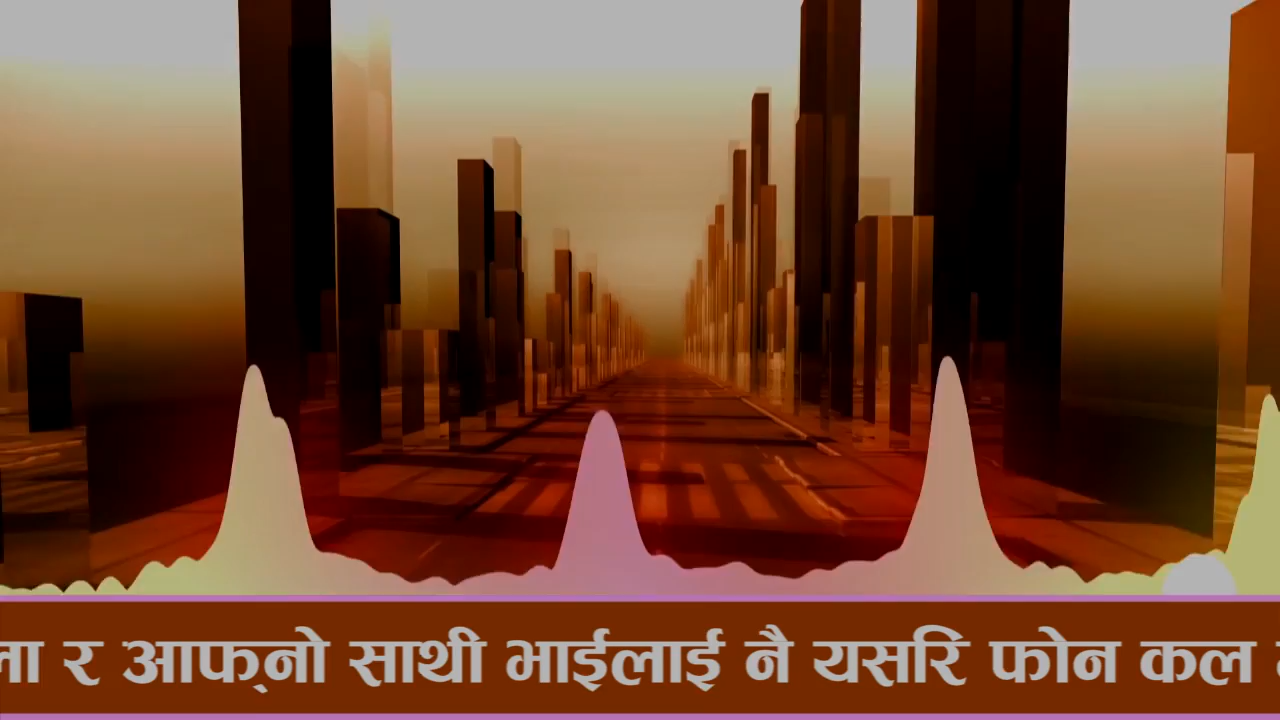 ला र आफ्‌नो साथी भाईलाई नै यसरि फोन कल